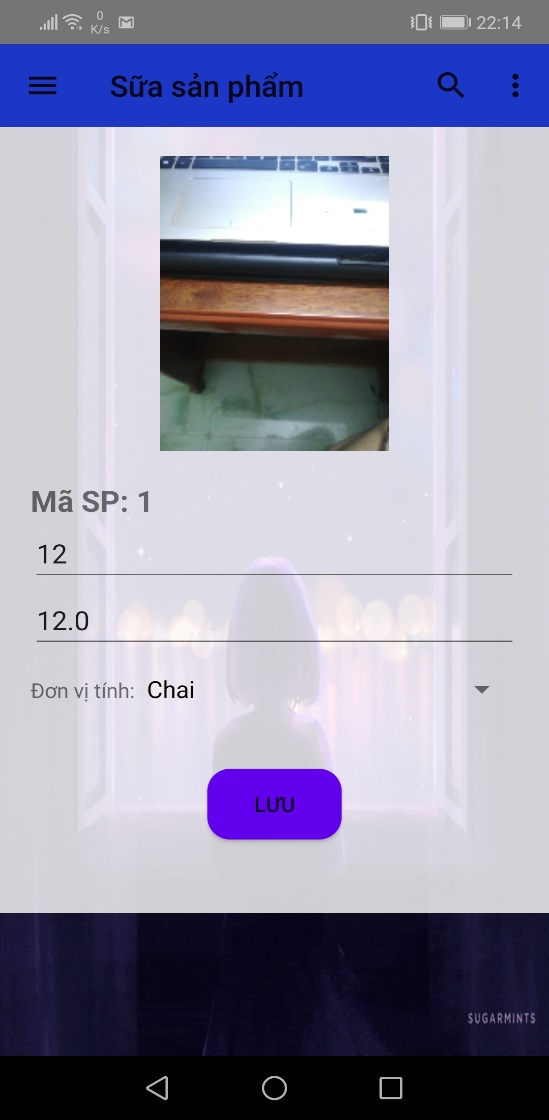 0
K/s
22:14
Sữa sản phẩm
Mã SP: 1
12
12.0
Đơn vị tính: Chai
LƯU
SUGARMINTS